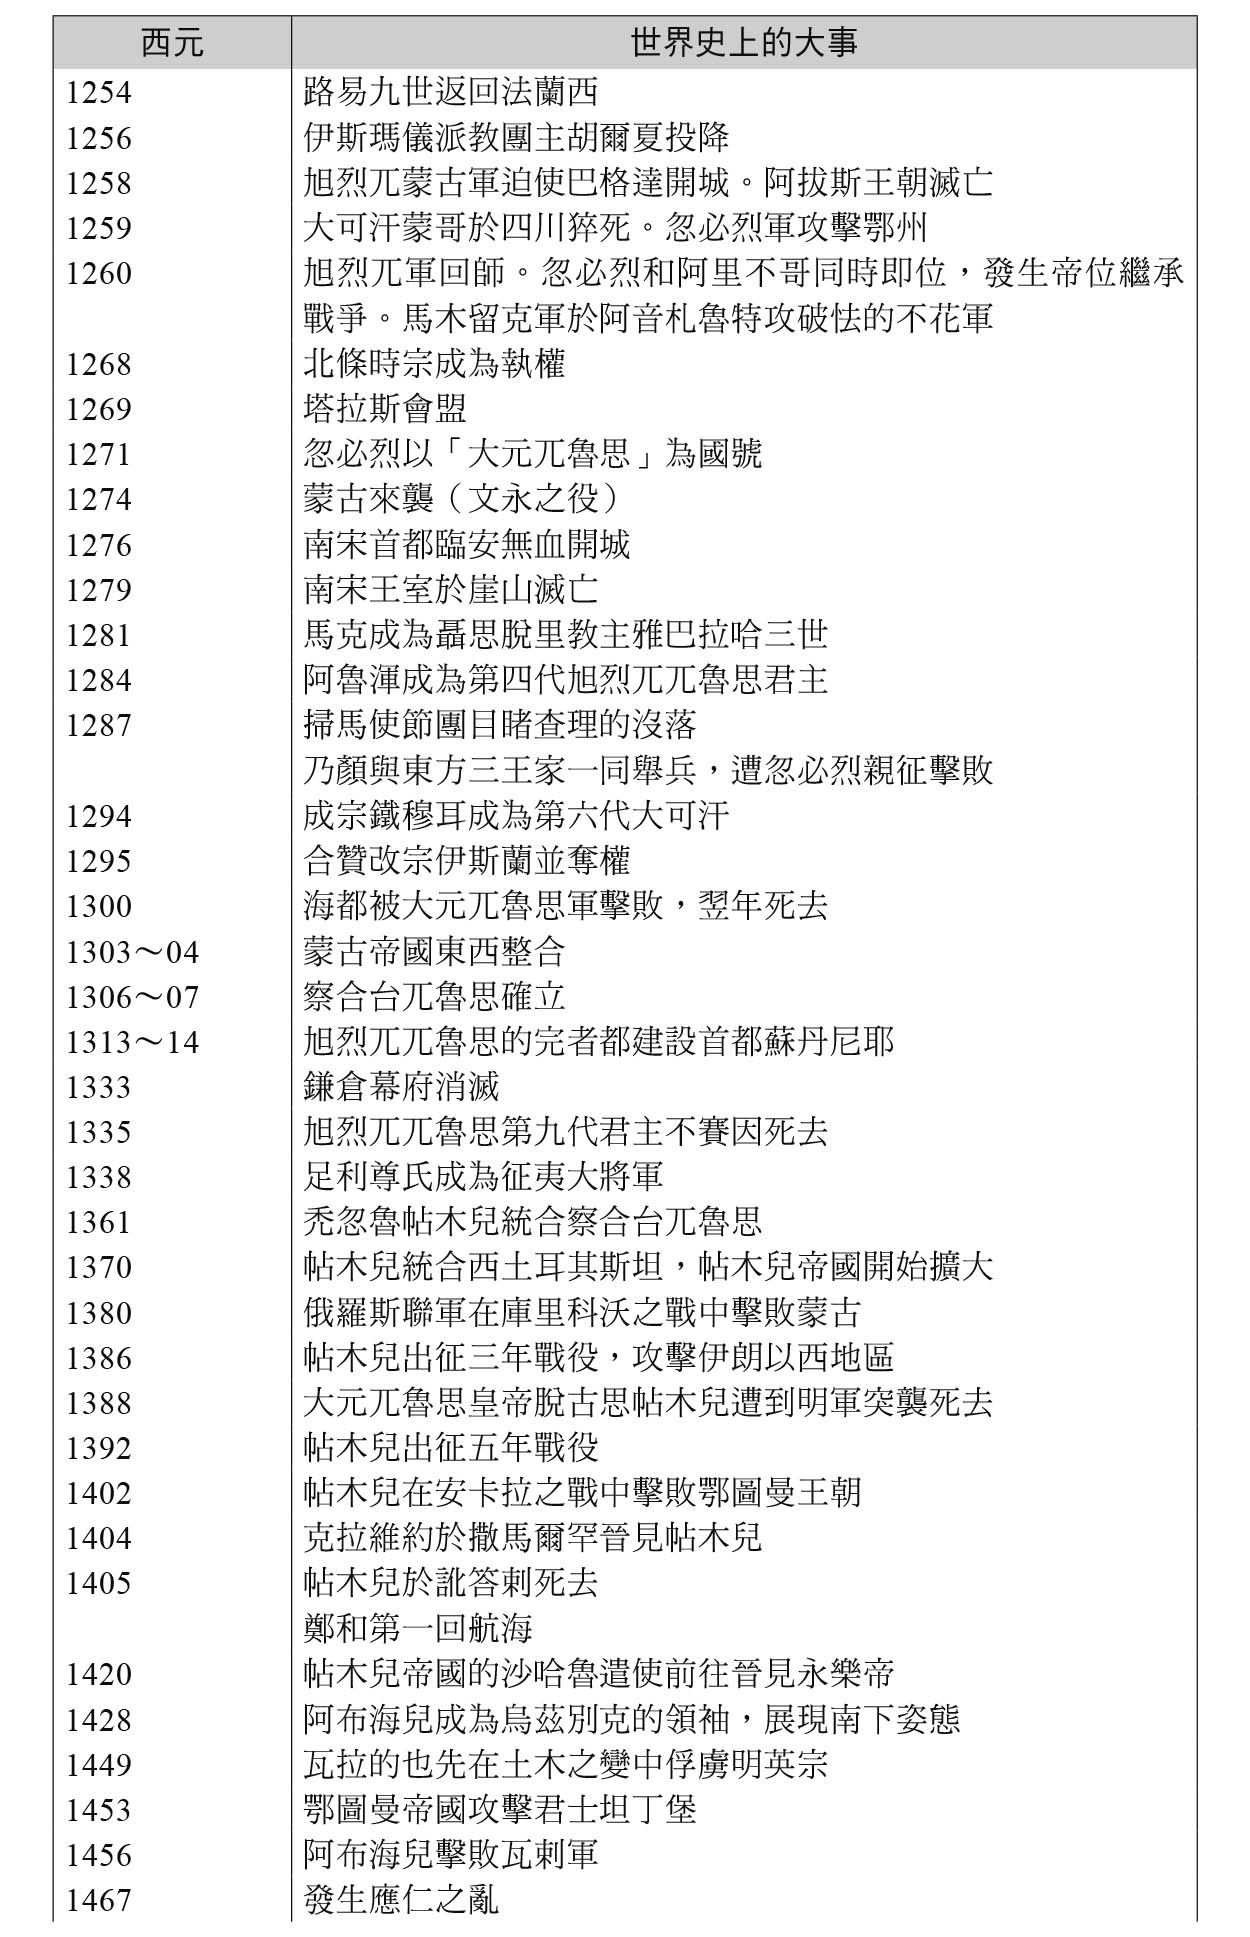 西元 世界史上的大事
1254 路易九世返回法蘭西
1256 伊斯瑪儀派教團主胡爾夏投降
1258 旭烈兀蒙古軍迫使巴格達開城。阿拔斯王朝滅亡
1259 大可汗蒙哥於四川猝死。忽必烈軍攻擊鄂州
1260 旭烈兀軍回師。忽必烈和阿里不哥同時即位，發生帝位繼承
戰爭。馬木留克軍於阿音札魯特攻破怯的不花軍
1268 北條時宗成為執權
1269 塔拉斯會盟
1271 忽必烈以「大元兀魯思」為國號
1274 蒙古來襲（文永之役）
1276 南宋首都臨安無血開城
1279 南宋王室於崖山滅亡
1281 馬克成為聶思脫里教主雅巴拉哈三世
1284 阿魯渾成為第四代旭烈兀兀魯思君主
1287 掃馬使節團目睹查理的沒落
乃顏與東方三王家一同舉兵，遭忽必烈親征擊敗
1294 成宗鐵穆耳成為第六代大可汗
1295 合贊改宗伊斯蘭並奪權
1300 海都被大元兀魯思軍擊敗，翌年死去
1303～04 蒙古帝國東西整合
1306～07 察合台兀魯思確立
1313～14 旭烈兀兀魯思的完者都建設首都蘇丹尼耶
1333 鎌倉幕府消滅
1335 旭烈兀兀魯思第九代君主不賽因死去
1338 足利尊氏成為征夷大將軍
1361 禿忽魯帖木兒統合察合台兀魯思
1370 帖木兒統合西土耳其斯坦，帖木兒帝國開始擴大
1380 俄羅斯聯軍在庫里科沃之戰中擊敗蒙古
1386 帖木兒出征三年戰役，攻擊伊朗以西地區
1388 大元兀魯思皇帝脫古思帖木兒遭到明軍突襲死去
1392 帖木兒出征五年戰役
1402 帖木兒在安卡拉之戰中擊敗鄂圖曼王朝
1404 克拉維約於撒馬爾罕晉見帖木兒
1405 帖木兒於訛答剌死去
鄭和第一回航海
1420 帖木兒帝國的沙哈魯遣使前往晉見永樂帝
1428 阿布海兒成為烏茲別克的領袖，展現南下姿態
1449 瓦拉的也先在土木之變中俘虜明英宗
1453 鄂圖曼帝國攻擊君士坦丁堡
1456 阿布海兒擊敗瓦剌軍
1467 發生應仁之亂